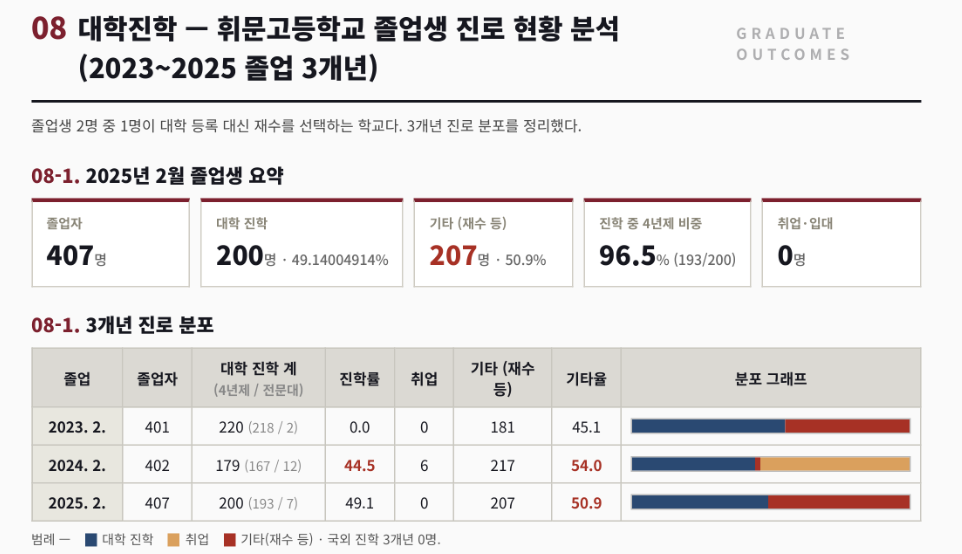 08 대학진학 — 휘문고등학교 졸업생 진로 현황 분석
(2023~2025 졸업 3개년)
GRADUATE
OUTCOMES
졸업생 2명 중 1명이 대학 등록 대신 재수를 선택하는 학교다. 3개년 진로 분포를 정리했다.
08-1. 2025년 2월 졸업생 요약
졸업자
407명
대학 진학
200명 · 49.14004914%
기타 (재수 등)
207명 · 50.9%
진학 중 4년제 비중
96.5% (193/200)
취업·입대
0명
08-1. 3개년 진로 분포
졸업 졸업자 대학 진학 계 (4년제 / 전문대) 진학률 취업 기타 (재수 등) 기타율 분포 그래프
2023. 2. 401 220 (218 / 2) 0.0 0 181 45.1
2024. 2. 402 179 (167 / 12) 44.5 6 217 54.0
2025. 2. 407 200 (193 / 7) 49.1 0 207 50.9
범례 — 대학 진학 취업 기타(재수 등) · 국외 진학 3개년 0명.